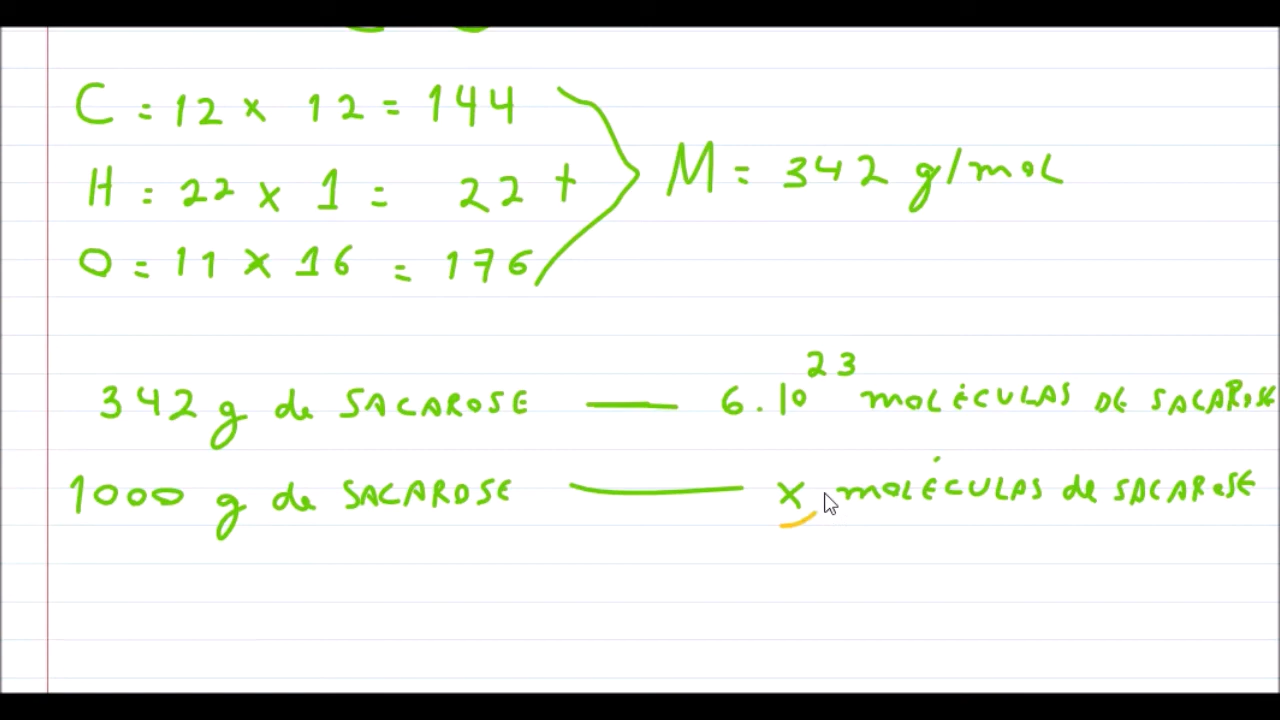 C = 12 x 12 = 144
H = 22 x 1 = 22 +
O = 11 x 16 = 176
M = 342 g/mol
342 g de SACAROSE — 6.10²³ moléculas de SACAROSE
1000 g de SACAROSE — x moléculas de SACAROSE